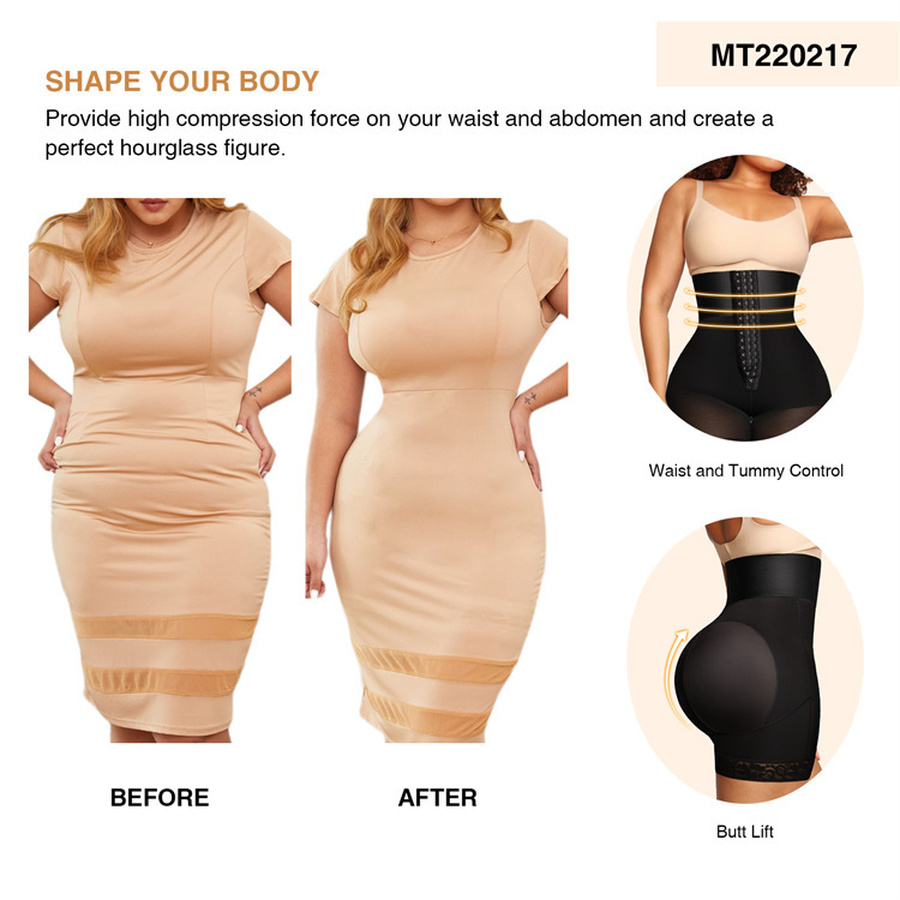 MT220217
SHAPE YOUR BODY
Provide high compression force on your waist and abdomen and create a
perfect hourglass figure.
Waist and Tummy Control
BEFORE
AFTER
Butt Lift